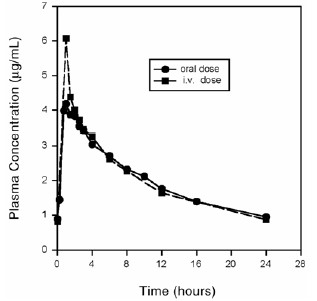 7
6
5
4
3
2
1
0
Plasma Concentration (µg/mL)
oral dose
i.v. dose
0 4 8 12 16 20 24 28
Time (hours)